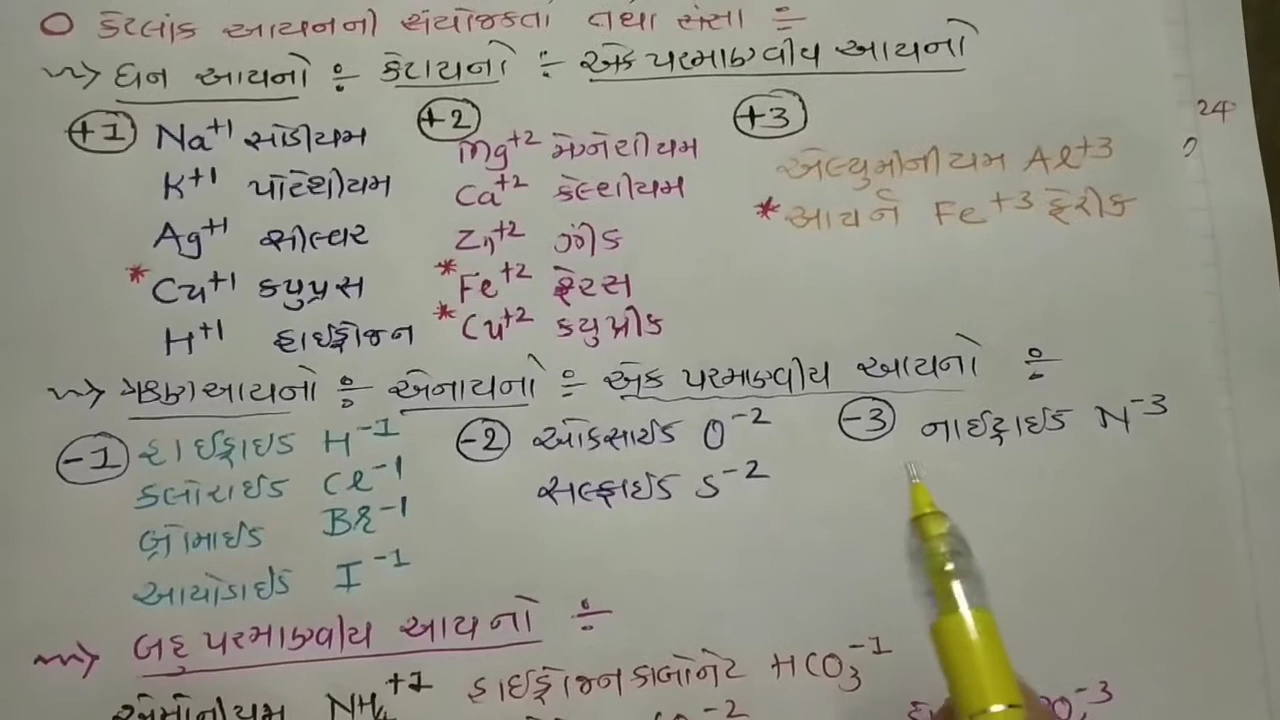 O કેટલાંક આયનની સંયોજકતા તથા સંજ્ઞા ÷
ધન આયનો ÷ કેટાયનો ÷ એક પરમાણ્વીય આયનો
+1 Na+1 સોડીયમ +2 Mg+2 મેગ્નેશીયમ +3
K+1 પોટેશીયમ Ca+2 કેલ્શીયમ એલ્યુમીનીયમ Al+3
Ag+1 સીલ્વર Zn+2 ઝીંક * આયર્ન Fe+3 ફેરીક
* Cu+1 ક્યુપ્રસ * Fe+2 ફેરસ
H+1 હાઈડ્રોજન * Cu+2 ક્યુપ્રીક
24
ઋણ આયનો ÷ એનાયનો ÷ એક પરમાણ્વીય આયનો ÷
-1 હાઈડ્રાઈડ H-1 -2 ઓક્સાઈડ O-2 -3 નાઈટ્રાઈડ N-3
ક્લોરાઈડ Cl-1 સલ્ફાઈડ S-2
બ્રોમાઈડ Br-1
આયોડાઈડ I-1
બહુ પરમાણ્વીય આયનો ÷
એમોનીયમ NH4+1 હાઈડ્રોજન કાર્બોનેટ HCO3-1